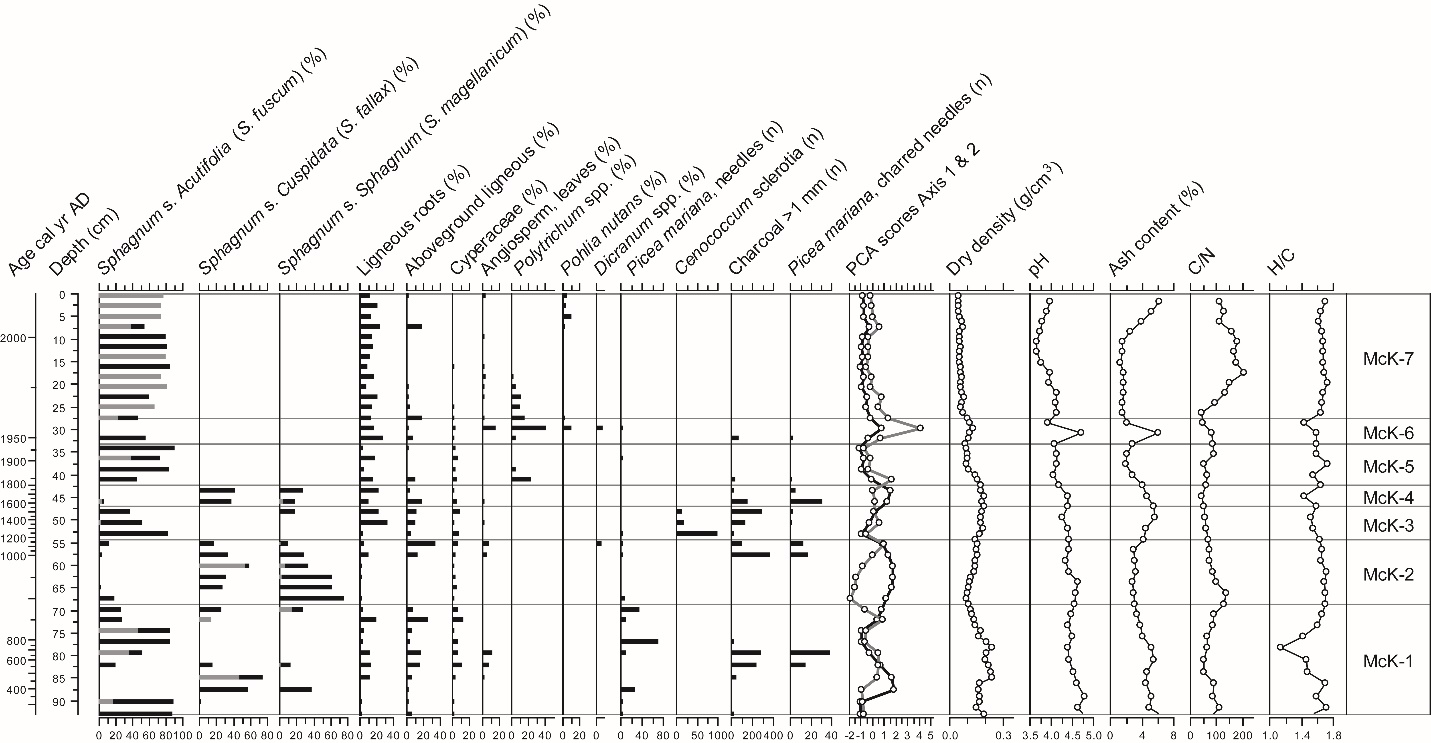 Age cal yr AD
Depth (cm)
Sphagnum s. Acutifolia (S. fuscum) (%)
Sphagnum s. Cuspidata (S. fallax) (%)
Sphagnum s. Sphagnum (S. magellanicum) (%)
Ligneous roots (%)
Aboveground ligneous (%)
Cyperaceae (%)
Angiosperm, leaves (%)
Polytrichum spp. (%)
Pohlia nutans (%)
Dicranum spp. (%)
Picea mariana, needles (n)
Cenococcum sclerotia (n)
Charcoal >1 mm (n)
Picea mariana, charred needles (n)
PCA scores Axis 1 & 2
Dry density (g/cm³)
pH
Ash content (%)
C/N
H/C
2000
1950
1900
1800
1600
1400
1200
1000
800
600
400
0
5
10
15
20
25
30
35
40
45
50
55
60
65
70
75
80
85
90
McK-7
McK-6
McK-5
McK-4
McK-3
McK-2
McK-1
0 20 40 60 80 100
0 20 40 60 80
0 20 40 60 80
0 20 40
0 20 40
0 20
0 20
0 20 40
0 20
0 20
0 20 40 60
0 50 100
0 200 400
0 20 40
-2 -1 0 1 2 3 4 5
0.0 0.3
3.5 4.0 4.5 5.0
0 2 4 6 8
0 100 200
1.0 1.4 1.8